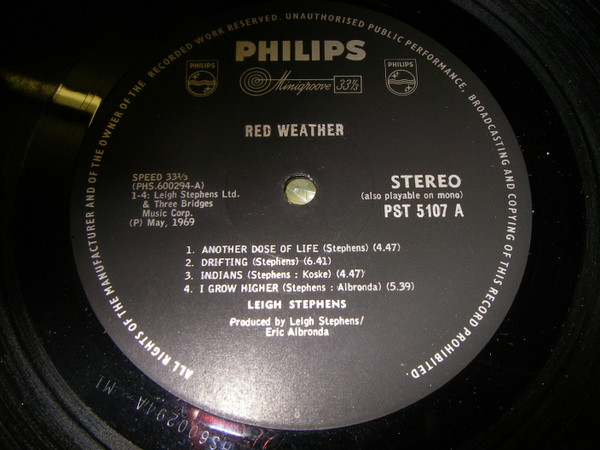 ALL RIGHTS OF THE MANUFACTURER AND OF THE OWNER OF THE RECORDED WORK RESERVED. UNAUTHORISED PUBLIC PERFORMANCE, BROADCASTING AND COPYING OF THIS RECORD PROHIBITED.
PHILIPS
PHILIPS Minigroove 33⅓ PHILIPS
RED WEATHER
SPEED 33⅓
(PHS.600294-A)
1-4: Leigh Stephens Ltd.
& Three Bridges
Music Corp.
(P) May, 1969
STEREO
(also playable on mono)
PST 5107 A
1. ANOTHER DOSE OF LIFE (Stephens) (4.47)
2. DRIFTING (Stephens) (6.41)
3. INDIANS (Stephens : Koske) (4.47)
4. I GROW HIGHER (Stephens : Albronda) (5.39)
LEIGH STEPHENS
Produced by Leigh Stephens/
Eric Albronda